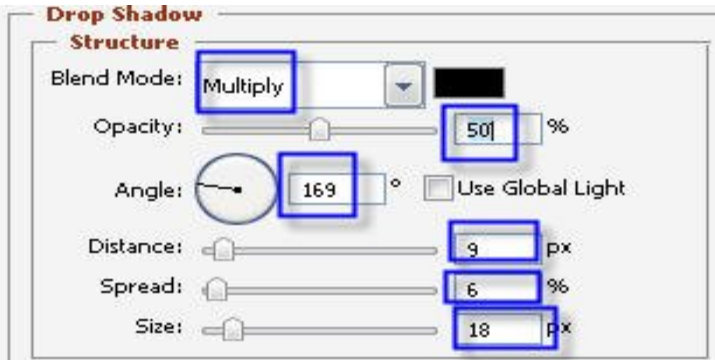 Drop Shadow
Structure
Blend Mode: Multiply
Opacity: 50 %
Angle: 169 ° Use Global Light
Distance: 9 px
Spread: 6 %
Size: 18 px